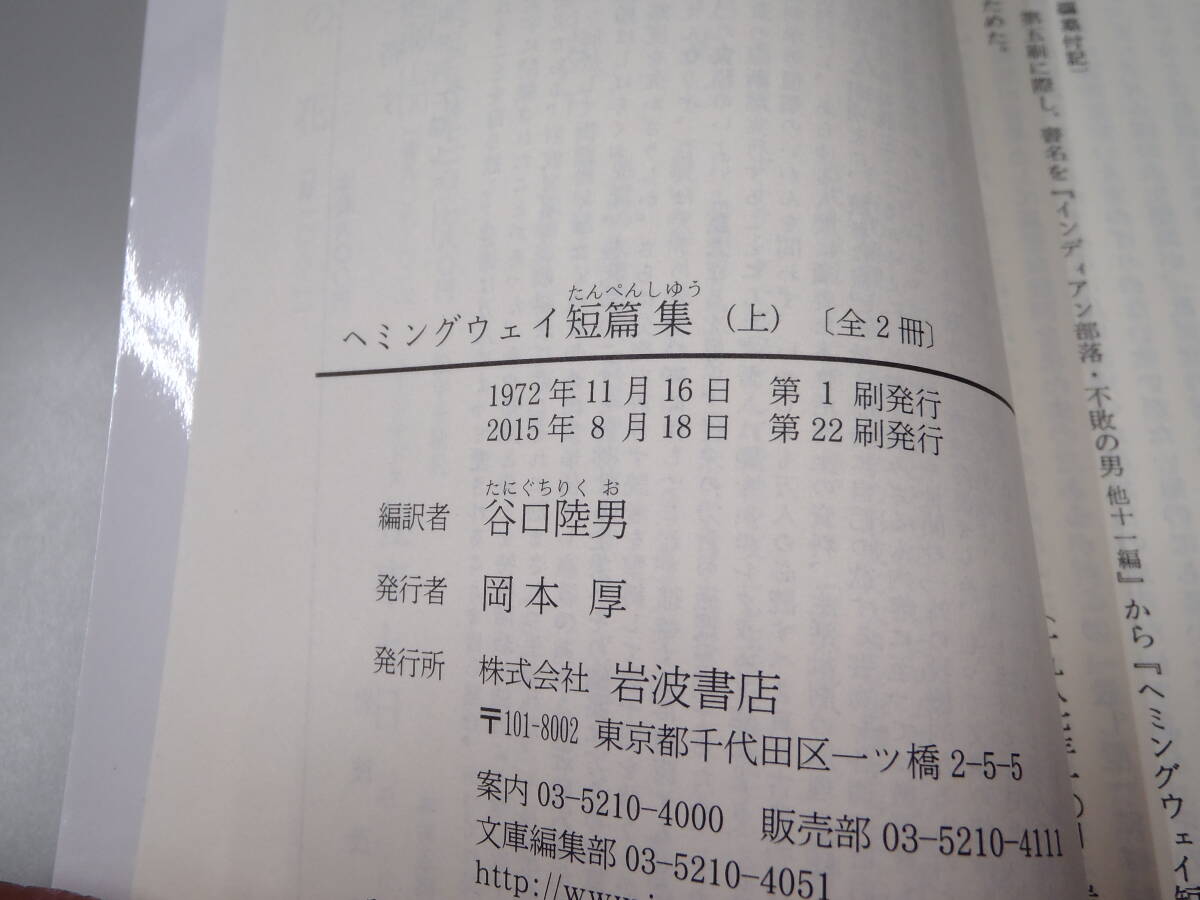 編集付記
第五刷に際し、書名を『インディアン部落・不敗の男 他十一編』から『ヘミングウェイ短
ためた。
たんぺんしゆう
ヘミングウェイ短篇集 (上) 〔全2冊〕
1972年11月16日 第1刷発行
2015年8月18日 第22刷発行
たにぐちりくお
編訳者 谷口陸男
発行者 岡本 厚
発行所 株式会社 岩波書店
〒101-8002 東京都千代田区一ツ橋2-5-5
案内 03-5210-4000 販売部 03-5210-4111
文庫編集部 03-5210-4051
http://www